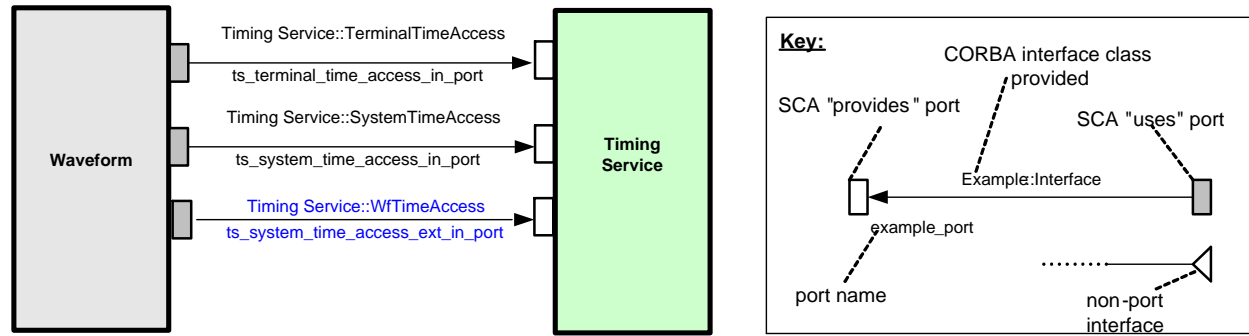 Timing Service::TerminalTimeAccess
ts_terminal_time_access_in_port
Timing Service::SystemTimeAccess
ts_system_time_access_in_port
Timing Service::WfTimeAccess
ts_system_time_access_ext_in_port
Waveform
Timing
Service
Key:
CORBA interface class
provided
SCA "provides" port
SCA "uses" port
Example::Interface
example_port
port name
non-port
interface